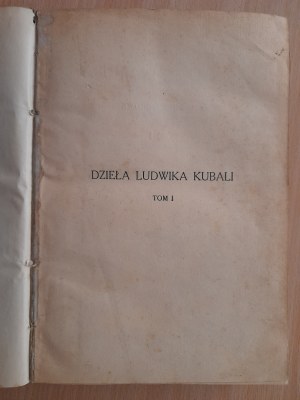 DZIEŁA LUDWIKA KUBALI
TOM I